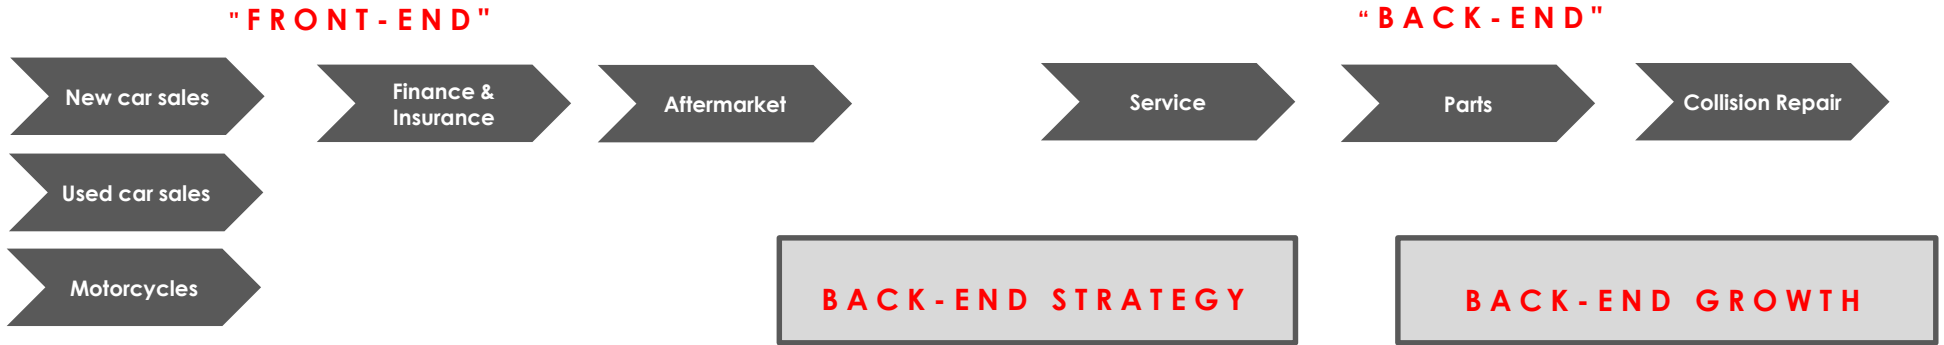 "FRONT-END"
“BACK-END"
New car sales
Finance &
Insurance
Aftermarket
Service
Parts
Collision Repair
Used car sales
Motorcycles
BACK-END STRATEGY
BACK-END GROWTH